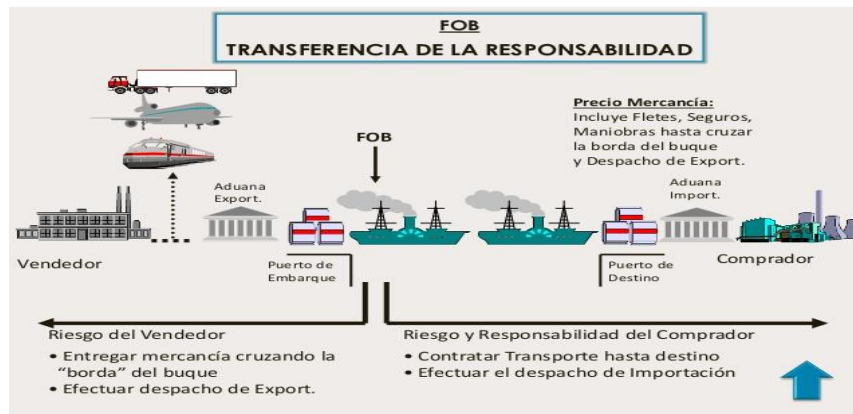 FOB
TRANSFERENCIA DE LA RESPONSABILIDAD
Precio Mercancía:
Incluye Fletes, Seguros,
Maniobras hasta cruzar
la borda del buque
y Despacho de Export.
FOB
Aduana
Export.
Aduana
Import.
Vendedor
Puerto de
Embarque
Puerto de
Destino
Comprador
Riesgo del Vendedor
• Entregar mercancía cruzando la
“borda” del buque
• Efectuar despacho de Export.
Riesgo y Responsabilidad del Comprador
• Contratar Transporte hasta destino
• Efectuar el despacho de Importación